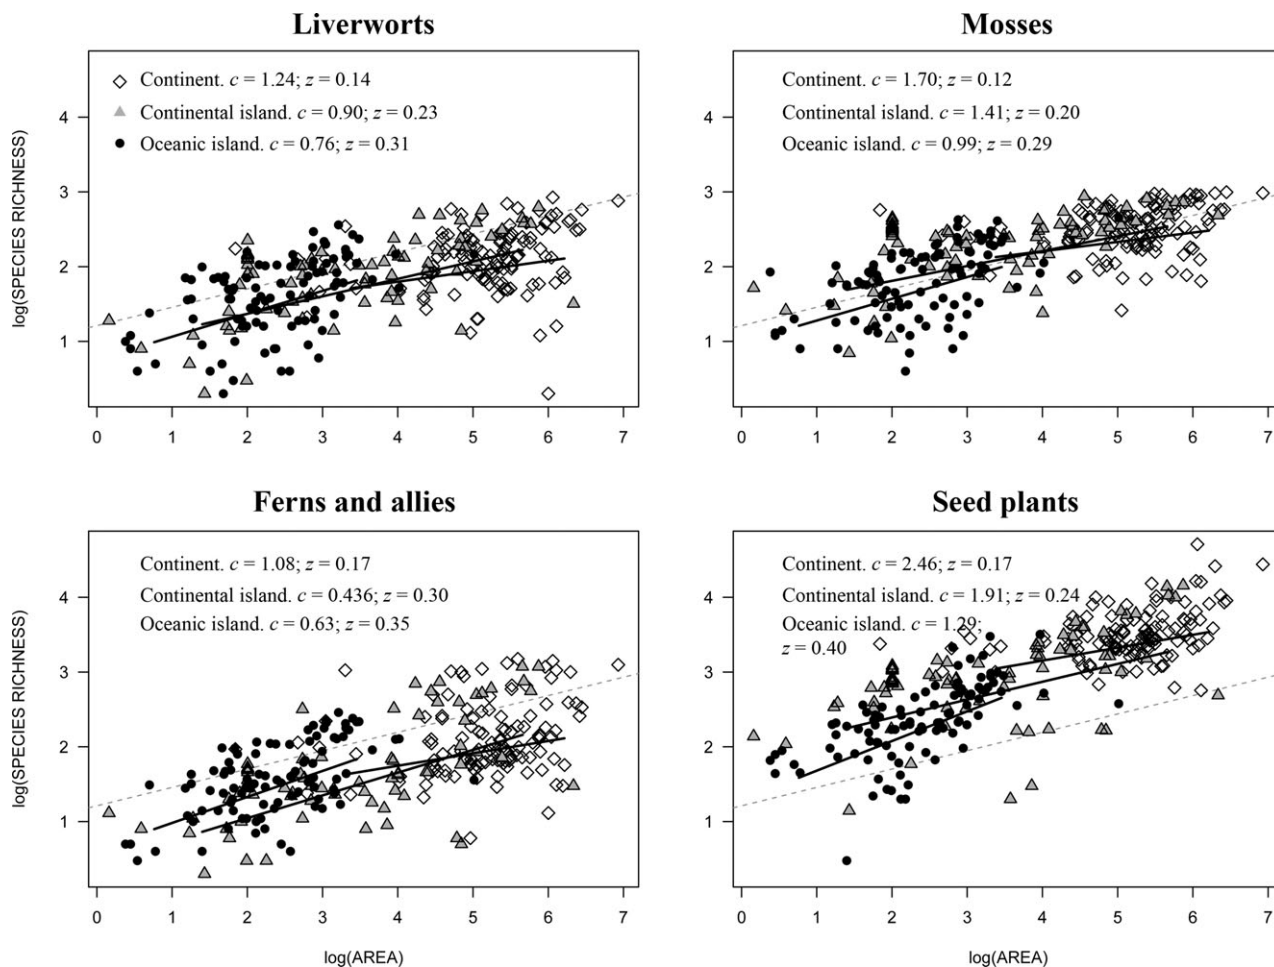 Liverworts
Continent. c = 1.24; z = 0.14
Continental island. c = 0.90; z = 0.23
Oceanic island. c = 0.76; z = 0.31
log(SPECIES RICHNESS)
4
3
2
1
0 1 2 3 4 5 6 7
Mosses
Continent. c = 1.70; z = 0.12
Continental island. c = 1.41; z = 0.20
Oceanic island. c = 0.99; z = 0.29
4
3
2
1
0 1 2 3 4 5 6 7
Ferns and allies
Continent. c = 1.08; z = 0.17
Continental island. c = 0.436; z = 0.30
Oceanic island. c = 0.63; z = 0.35
log(SPECIES RICHNESS)
4
3
2
1
0 1 2 3 4 5 6 7
log(AREA)
Seed plants
Continent. c = 2.46; z = 0.17
Continental island. c = 1.91; z = 0.24
Oceanic island. c = 1.29;
z = 0.40
4
3
2
1
0 1 2 3 4 5 6 7
log(AREA)